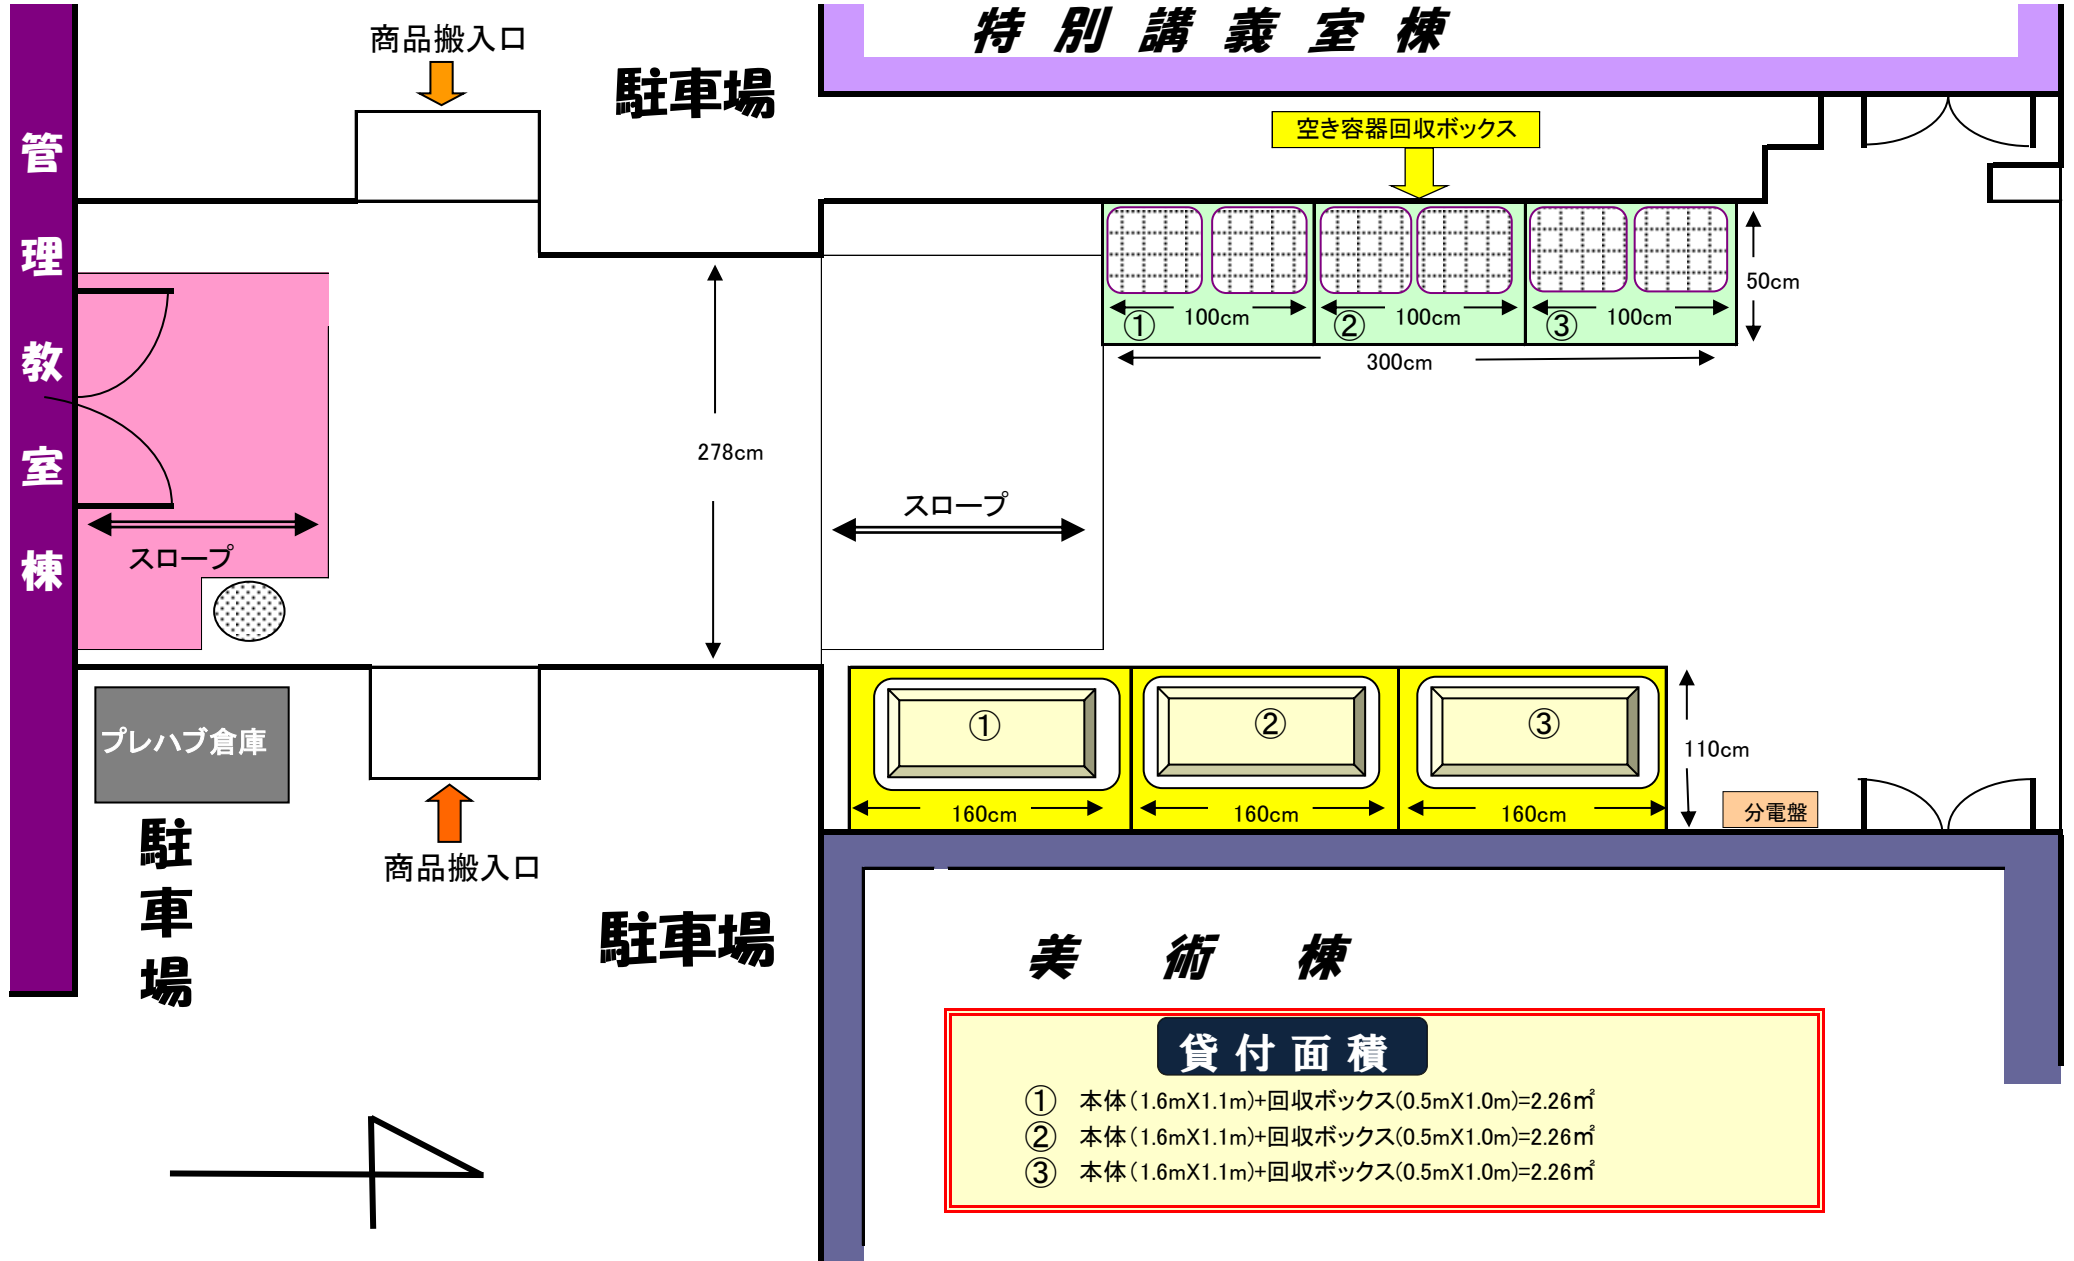 特別講義室棟
商品搬入口
駐車場
空き容器回収ボックス
管理教室棟
50cm
① 100cm
② 100cm
③ 100cm
300cm
278cm
スロープ
スロープ
プレハブ倉庫
①
②
③
110cm
160cm
160cm
160cm
分電盤
商品搬入口
駐車場
駐車場
美術棟
貸付面積
① 本体(1.6mX1.1m)+回収ボックス(0.5mX1.0m)=2.26㎡
② 本体(1.6mX1.1m)+回収ボックス(0.5mX1.0m)=2.26㎡
③ 本体(1.6mX1.1m)+回収ボックス(0.5mX1.0m)=2.26㎡